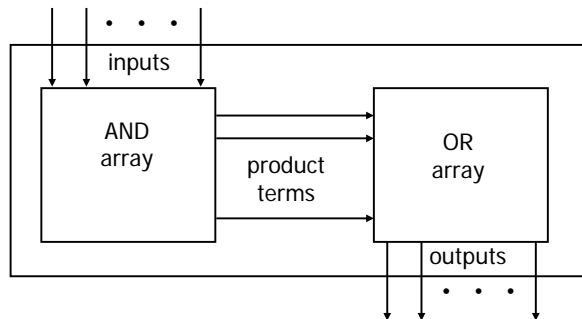 inputs
AND
array
product
terms
OR
array
outputs